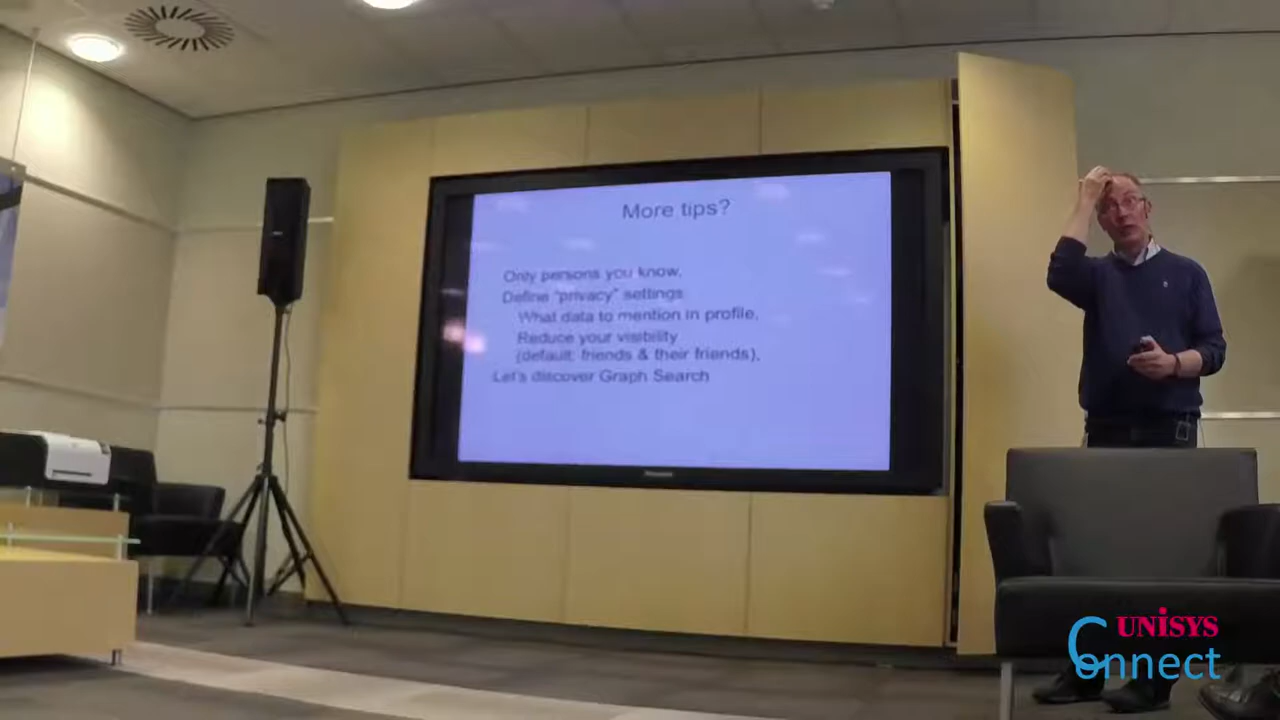 More tips?
Only persons you know,
Define "privacy" settings
What data to mention in profile,
Reduce your visibility
(default: friends & their friends),
Let's discover Graph Search
UNISYS
Connect